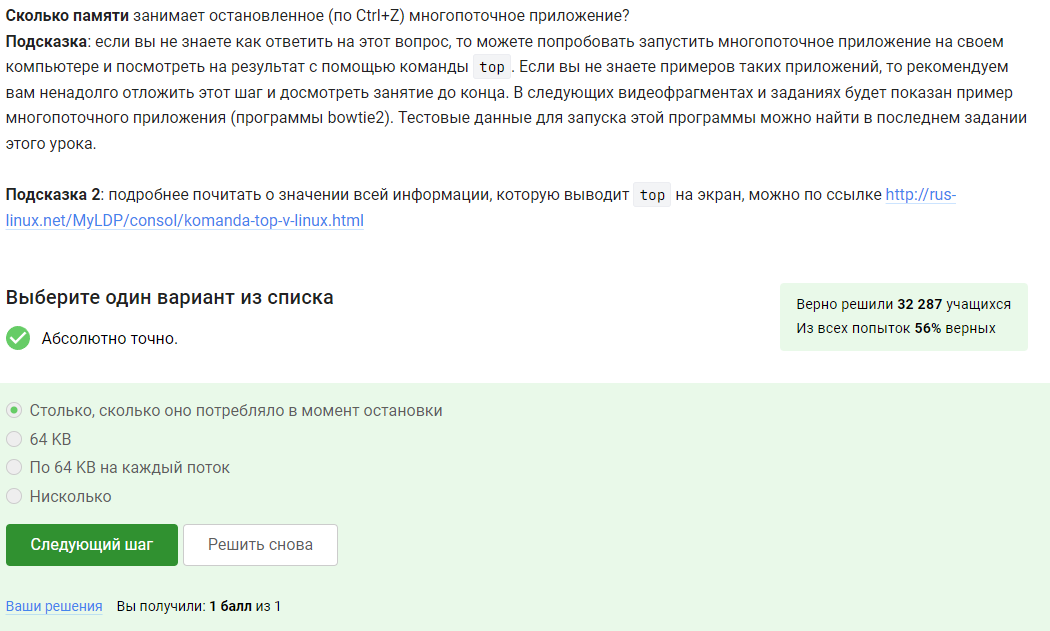 Сколько памяти занимает остановленное (по Ctrl+Z) многопоточное приложение?
Подсказка: если вы не знаете как ответить на этот вопрос, то можете попробовать запустить многопоточное приложение на своем
компьютере и посмотреть на результат с помощью команды top. Если вы не знаете примеров таких приложений, то рекомендуем
вам ненадолго отложить этот шаг и досмотреть занятие до конца. В следующих видеофрагментах и заданиях будет показан пример
многопоточного приложения (программы bowtie2). Тестовые данные для запуска этой программы можно найти в последнем задании
этого урока.
Подсказка 2: подробнее почитать о значении всей информации, которую выводит top на экран, можно по ссылке http://rus-
linux.net/MyLDP/consol/komanda-top-v-linux.html
Выберите один вариант из списка
Верно решили 32 287 учащихся
Из всех попыток 56% верных
Абсолютно точно.
Столько, сколько оно потребляло в момент остановки
64 KB
По 64 KB на каждый поток
Нисколько
Следующий шаг
Решить снова
Ваши решения Вы получили: 1 балл из 1